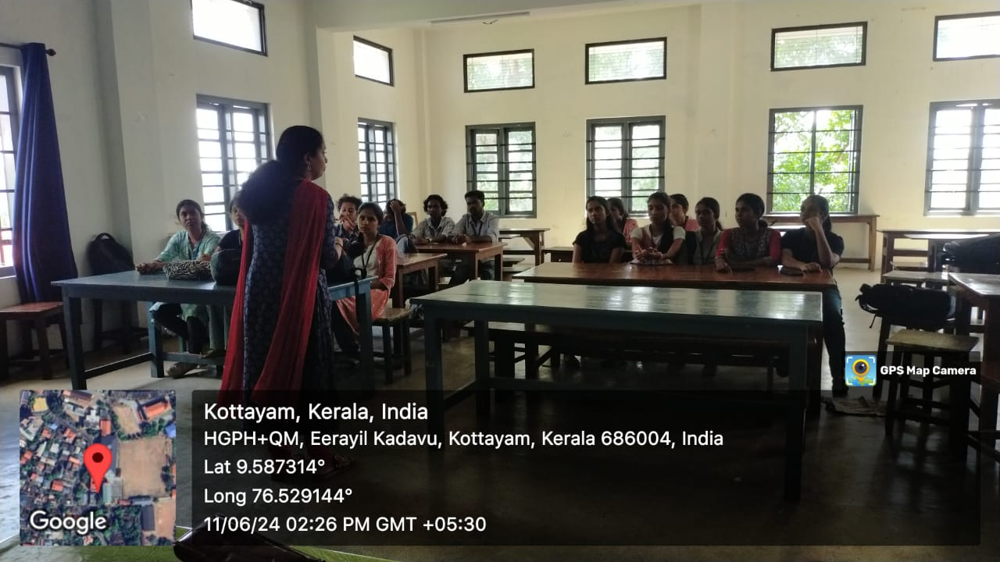 GPS Map Camera
Kottayam, Kerala, India
HGPH+QM, Eerayil Kadavu, Kottayam, Kerala 686004, India
Lat 9.587314°
Long 76.529144°
11/06/24 02:26 PM GMT +05:30
Google